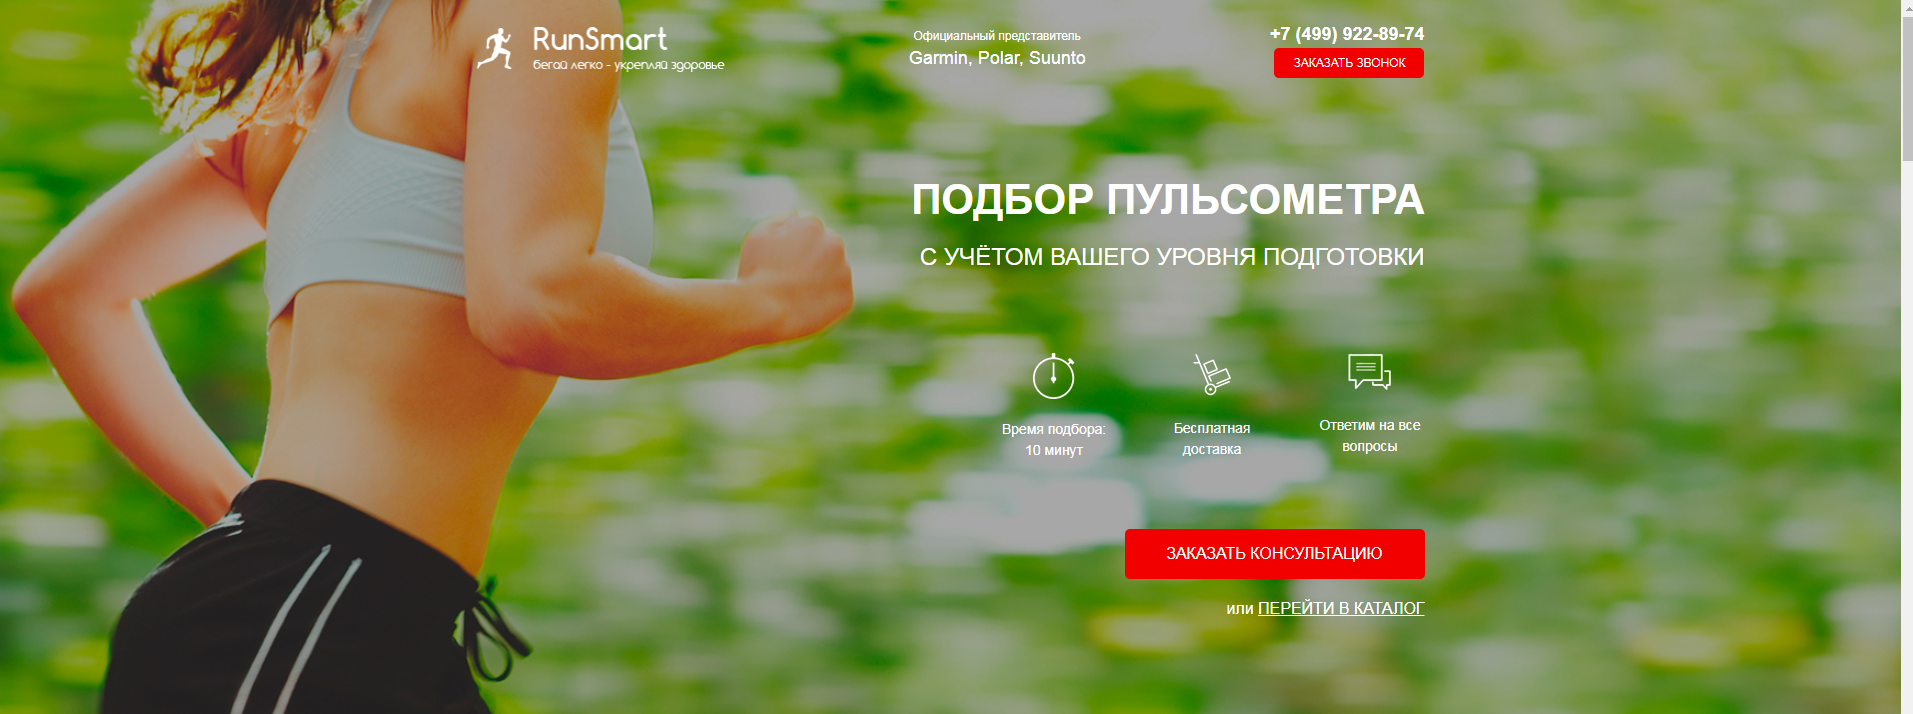 RunSmart
бегай легко - укрепляй здоровье
Официальный представитель
Garmin, Polar, Suunto
+7 (499) 922-89-74
ЗАКАЗАТЬ ЗВОНОК
ПОДБОР ПУЛЬСОМЕТРА
С УЧЁТОМ ВАШЕГО УРОВНЯ ПОДГОТОВКИ
Время подбора:
10 минут
Бесплатная
доставка
Ответим на все
вопросы
ЗАКАЗАТЬ КОНСУЛЬТАЦИЮ
или ПЕРЕЙТИ В КАТАЛОГ